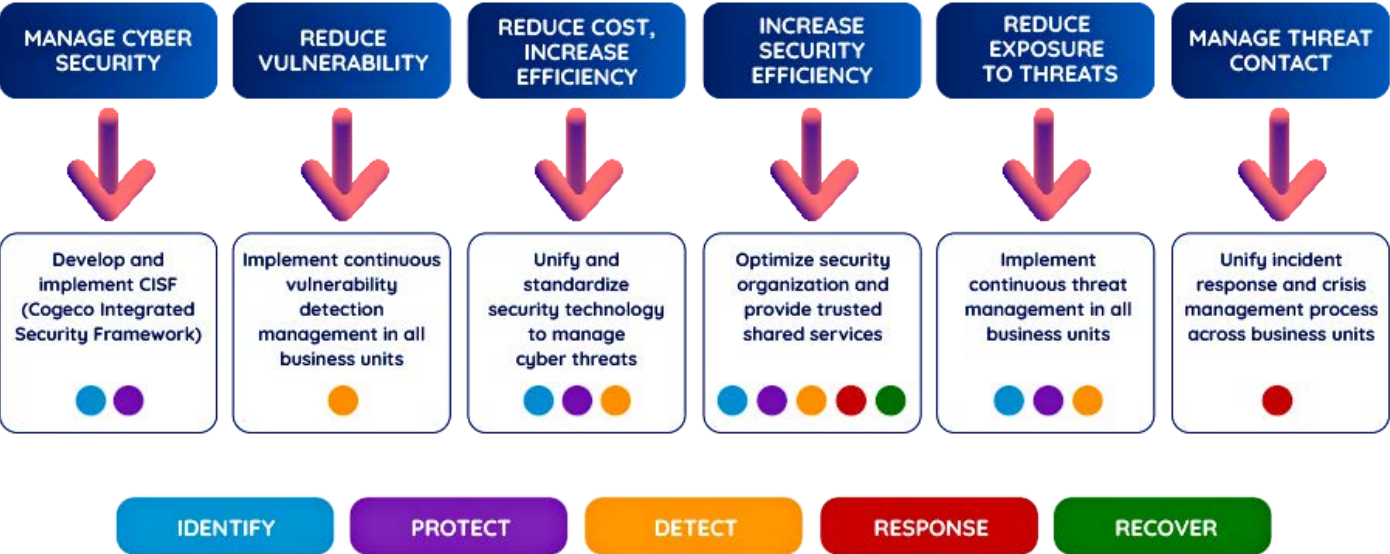 MANAGE CYBER
SECURITY
REDUCE
VULNERABILITY
REDUCE COST,
INCREASE
EFFICIENCY
INCREASE
SECURITY
EFFICIENCY
REDUCE
EXPOSURE
TO THREATS
MANAGE THREAT
CONTACT
Develop and
implement CISF
(Cogeco Integrated
Security Framework)
Implement continuous
vulnerability
detection
management in all
business units
Unify and
standardize
security technology
to manage
cyber threats
Optimize security
organization and
provide trusted
shared services
Implement
continuous threat
management in all
business units
Unify incident
response and crisis
management process
across business units
IDENTIFY
PROTECT
DETECT
RESPONSE
RECOVER